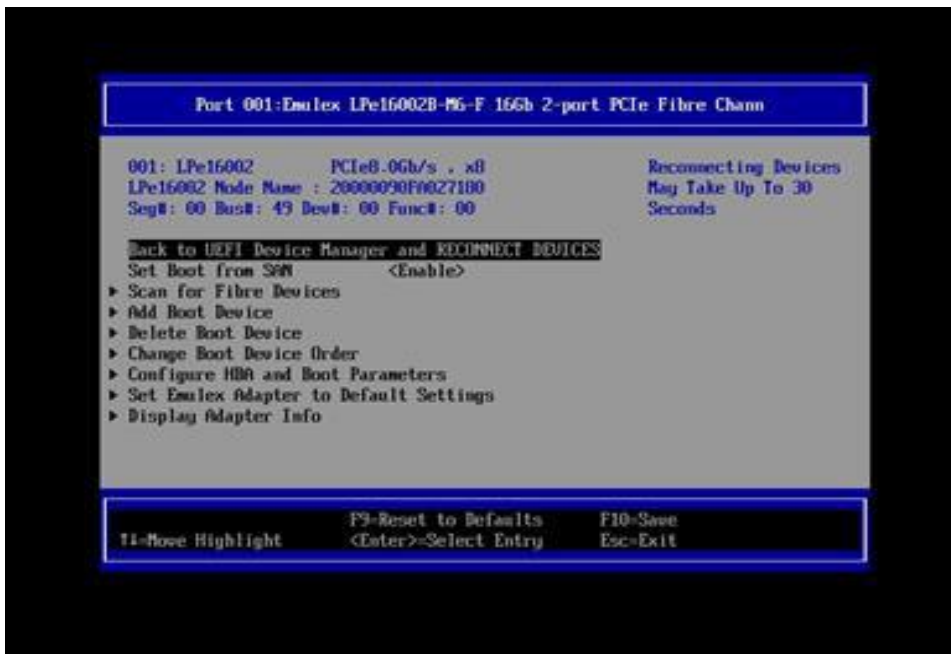 Port 001:Emulex LPe16002B-M6-F 16Gb 2-port PCIe Fibre Chann
001: LPe16002 PCIe8.0Gb/s , x8
LPe16002 Node Name : 20000090FA027180
Seg#: 00 Bus#: 49 Dev#: 00 Func#: 00
Reconnecting Devices
May Take Up To 30
Seconds
Back to UEFI Device Manager and RECONNECT DEVICES
Set Boot from SAN <Enable>
▶ Scan for Fibre Devices
▶ Add Boot Device
▶ Delete Boot Device
▶ Change Boot Device Order
▶ Configure HBA and Boot Parameters
▶ Set Emulex Adapter to Default Settings
▶ Display Adapter Info
F9=Reset to Defaults F10=Save
↑↓=Move Highlight <Enter>=Select Entry Esc=Exit